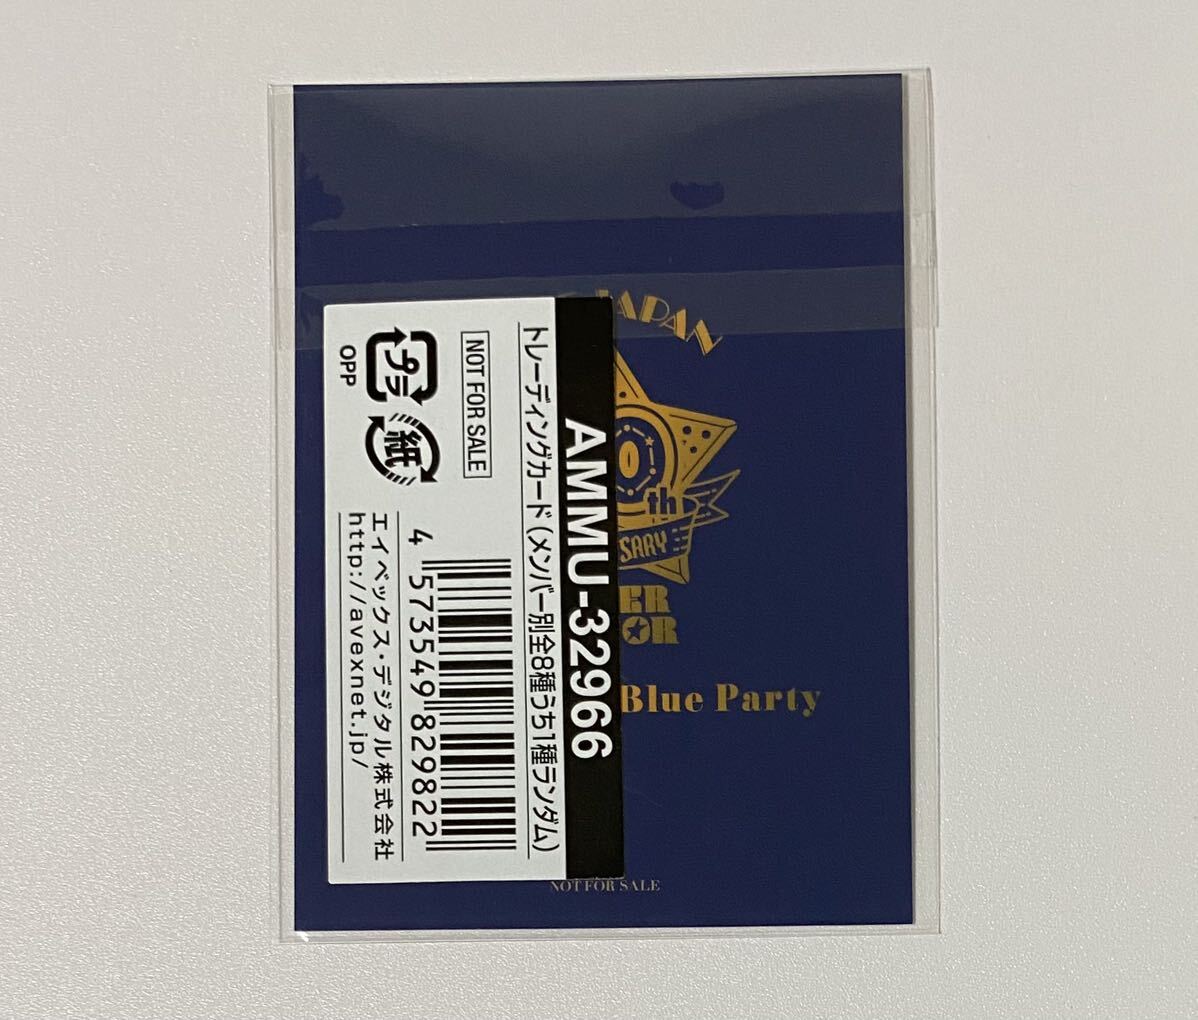 AMMU-32966
トレーディングカード(メンバー別全8種うち1種ランダム)
NOT FOR SALE
プラ
OPP
紙
4 573549 829822
エイベックス・デジタル株式会社
http://avexnet.jp/
JAPAN
0
th
SARY
ER
OR
Blue Party
NOT FOR SALE